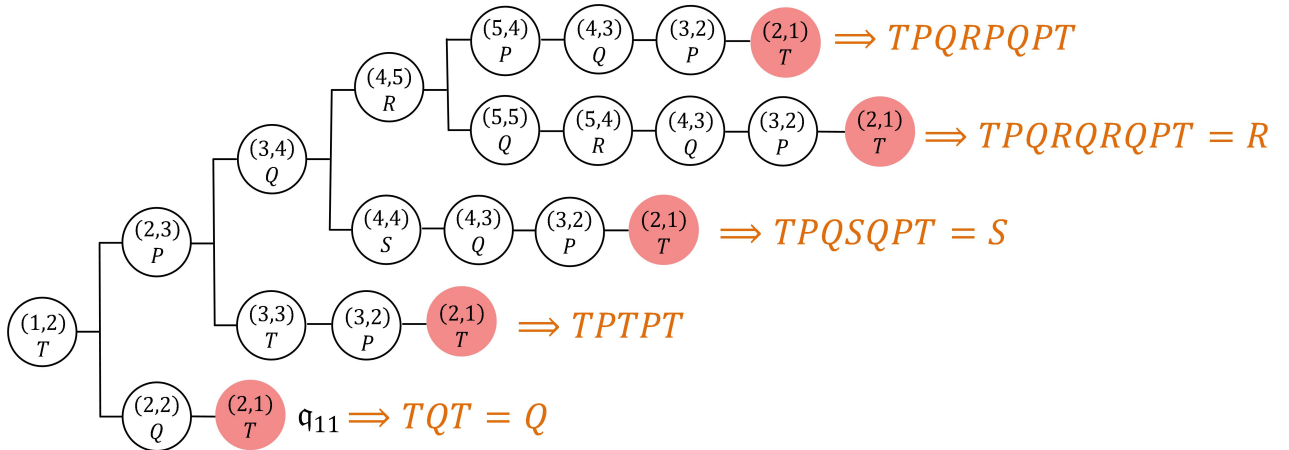 (5,4) P (4,3) Q (3,2) P (2,1) T ⟹ TPQRPQPT
(4,5) R
(5,5) Q (5,4) R (4,3) Q (3,2) P (2,1) T ⟹ TPQRQRQPT = R
(3,4) Q
(4,4) S (4,3) Q (3,2) P (2,1) T ⟹ TPQSQPT = S
(2,3) P
(3,3) T (3,2) P (2,1) T ⟹ TPTPT
(1,2) T
(2,2) Q (2,1) T 𝔮₁₁ ⟹ TQT = Q